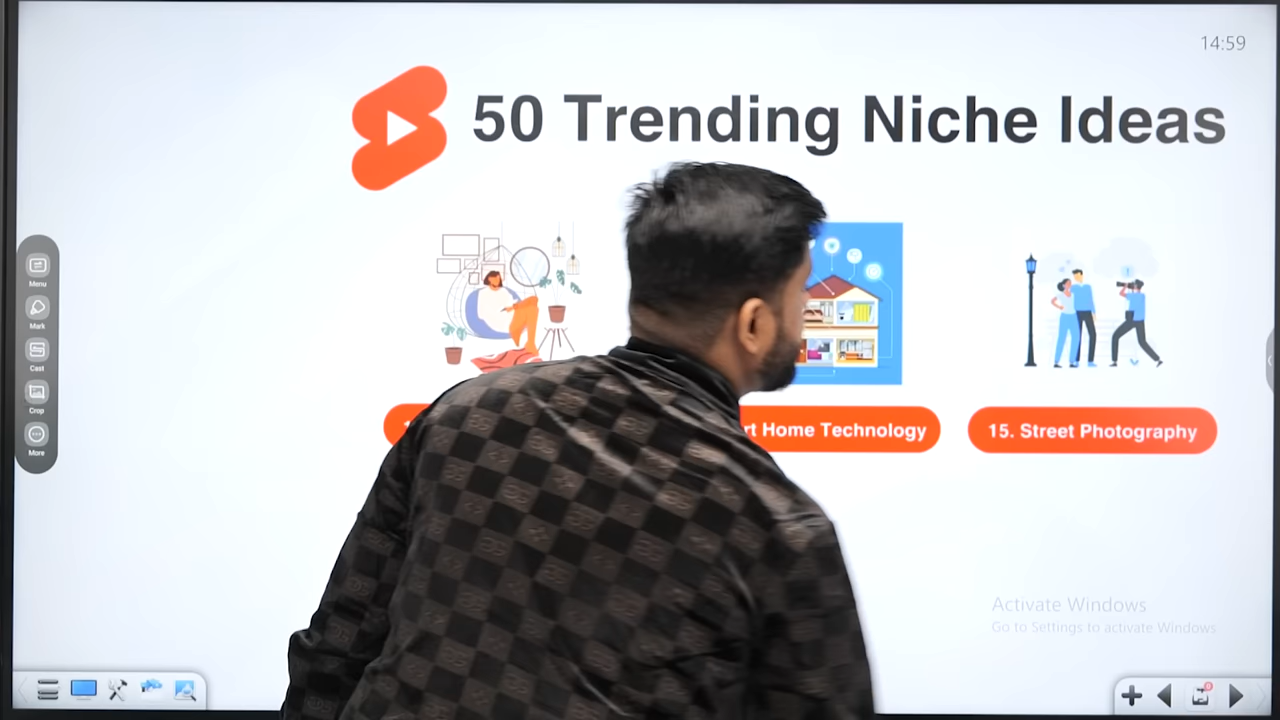 14:59
50 Trending Niche Ideas
Menu
Mark
Cast
Crop
More
Home Technology
15. Street Photography
Activate Windows
Go to Settings to activate Windows